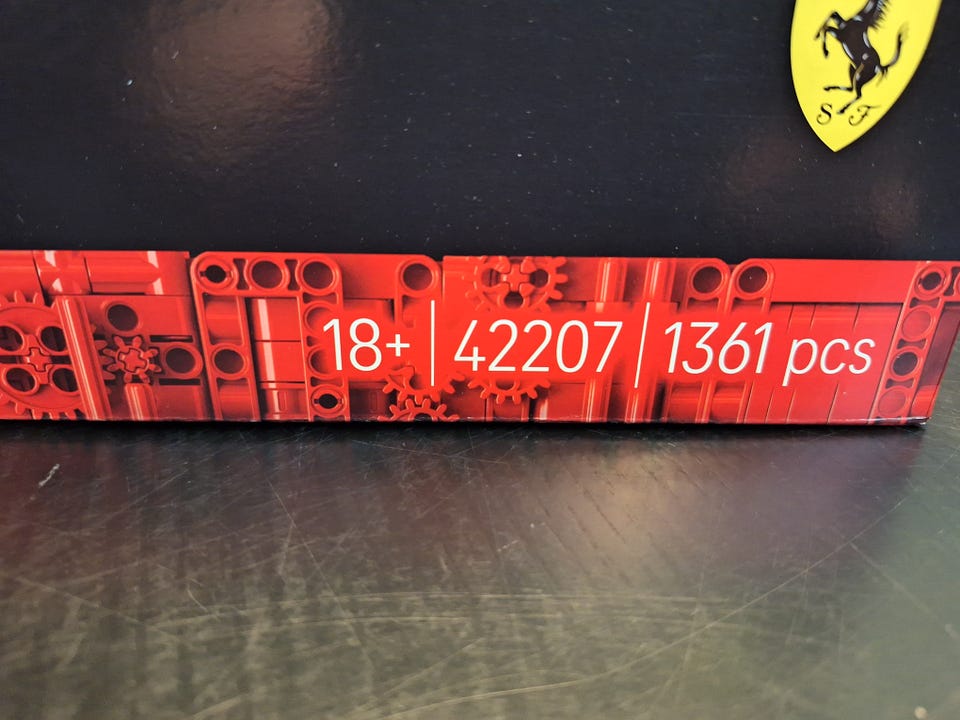 S F
18+ | 42207 | 1361 pcs